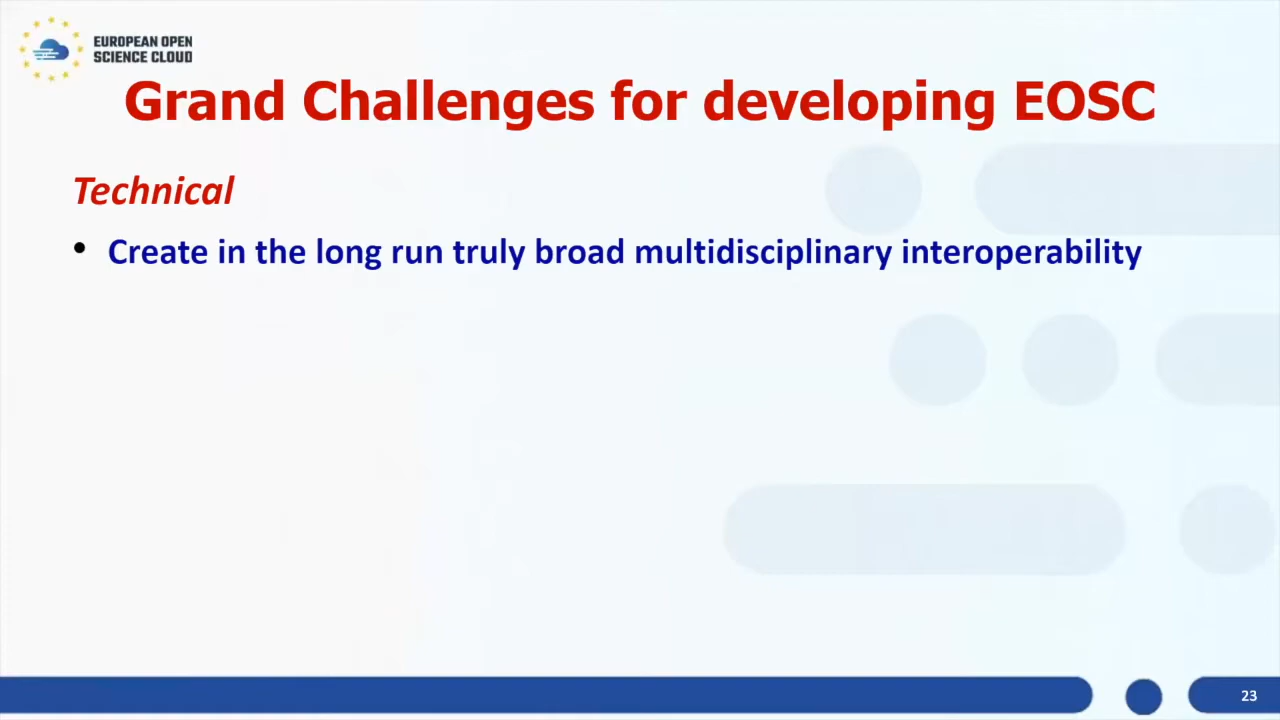 EUROPEAN OPEN
SCIENCE CLOUD
Grand Challenges for developing EOSC
Technical
• Create in the long run truly broad multidisciplinary interoperability
23